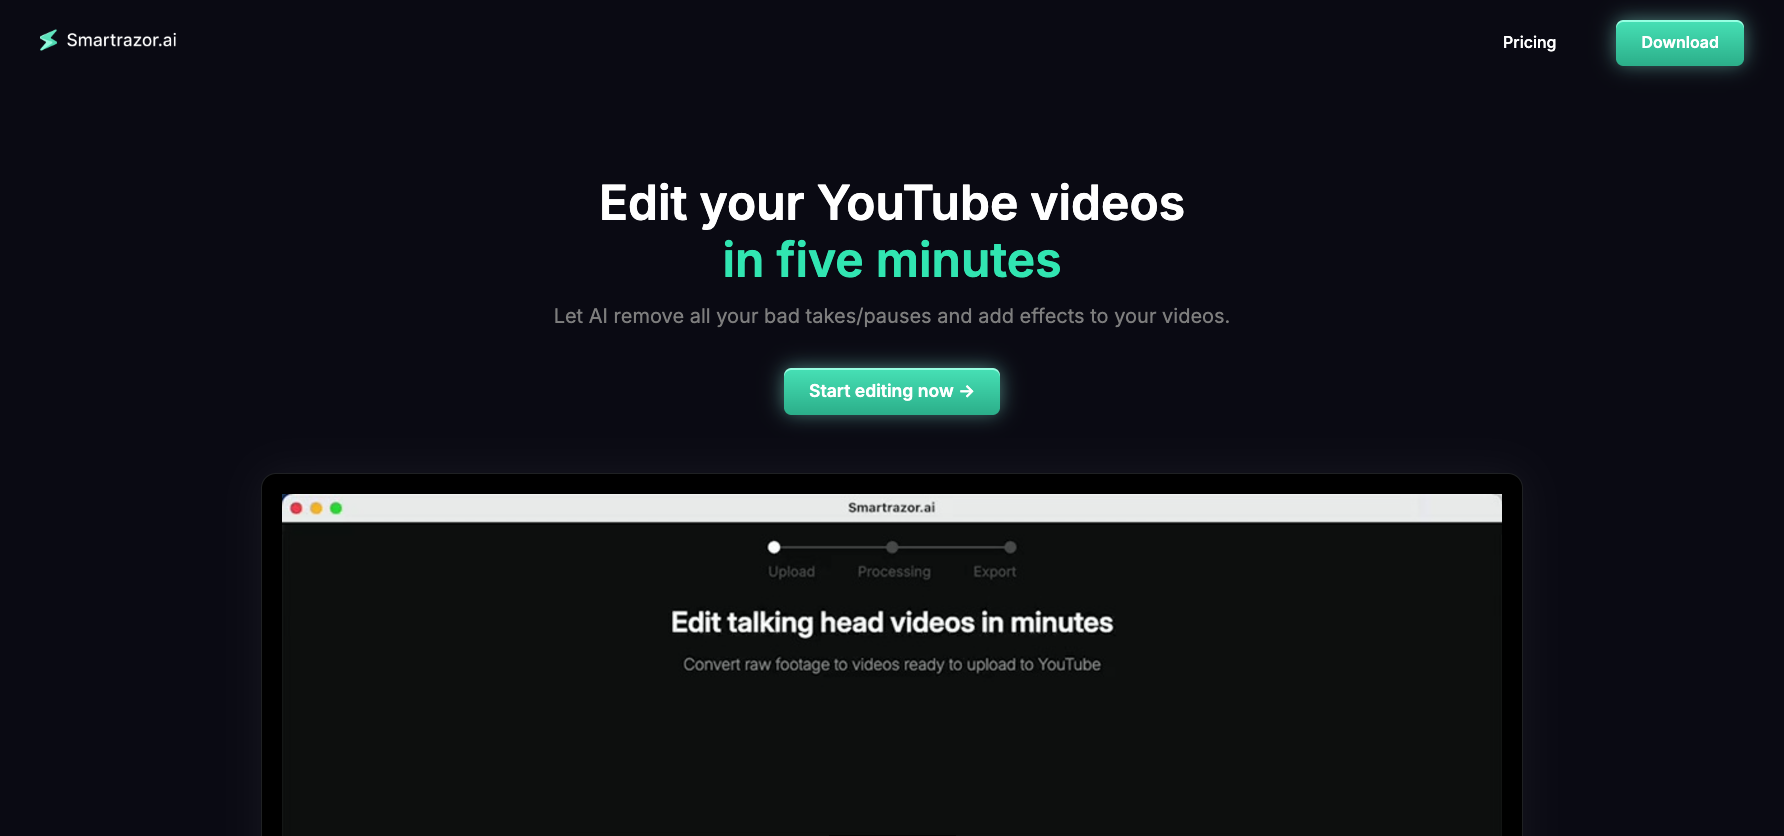 Smartrazor.ai
Pricing
Download
Edit your YouTube videos
in five minutes
Let AI remove all your bad takes/pauses and add effects to your videos.
Start editing now →
Smartrazor.ai
Upload Processing Export
Edit talking head videos in minutes
Convert raw footage to videos ready to upload to YouTube